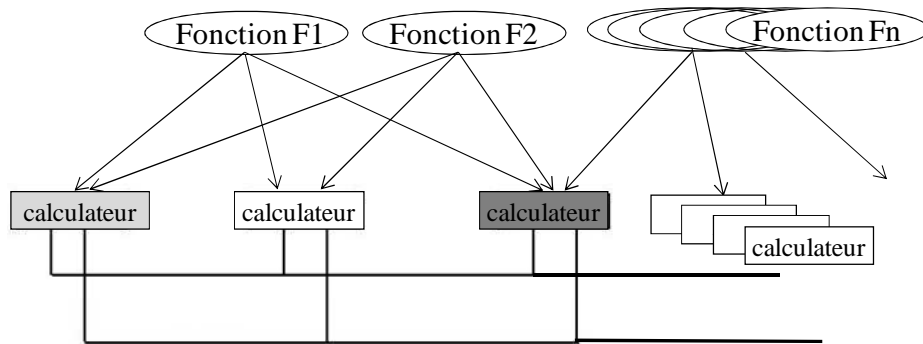 Fonction F1
Fonction F2
Fonction Fn
calculateur
calculateur
calculateur
calculateur